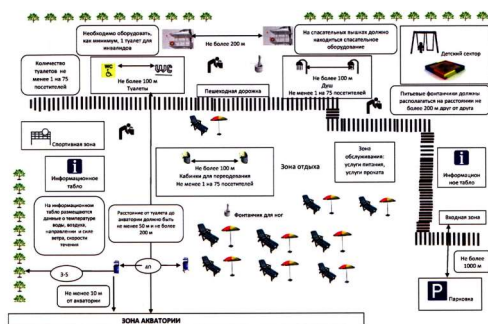 Необходимо оборудовать,
как минимум, 1 туалет для
инвалидов
Не более 200 м
На спасательных вышках должно
находиться спасательное
оборудование
Детский сектор
Количество
туалетов не
менее 1 на 75
посетителей
WC
WC
Не более 100 м
Туалеты
Пешеходная дорожка
Не более 100 м
Душ
Не менее 1 на 75 посетителей
Питьевые фонтанчики должны
располагаться на расстоянии не
более 200 м друг от друга
Спортивная зона
i
Информационное
табло
Не более 100 м
Кабинки для переодевания
Не менее 1 на 75 посетителей
Зона отдыха
Зона
обслуживания:
услуги питания,
услуги проката
i
Информацион
ное табло
На информационном
табло размещаются
данные о температуре
воды, воздуха,
направлении и силе
ветра, скорости
течение
Расстояние от туалета до
акватории должно быть
не менее 50 м и не более
200 м
Фонтанчик для ног
Входная зона
3-5
40
Не менее 10 м
от акватории
Не более
1000 м
P
Парковка
ЗОНА АКВАТОРИИ